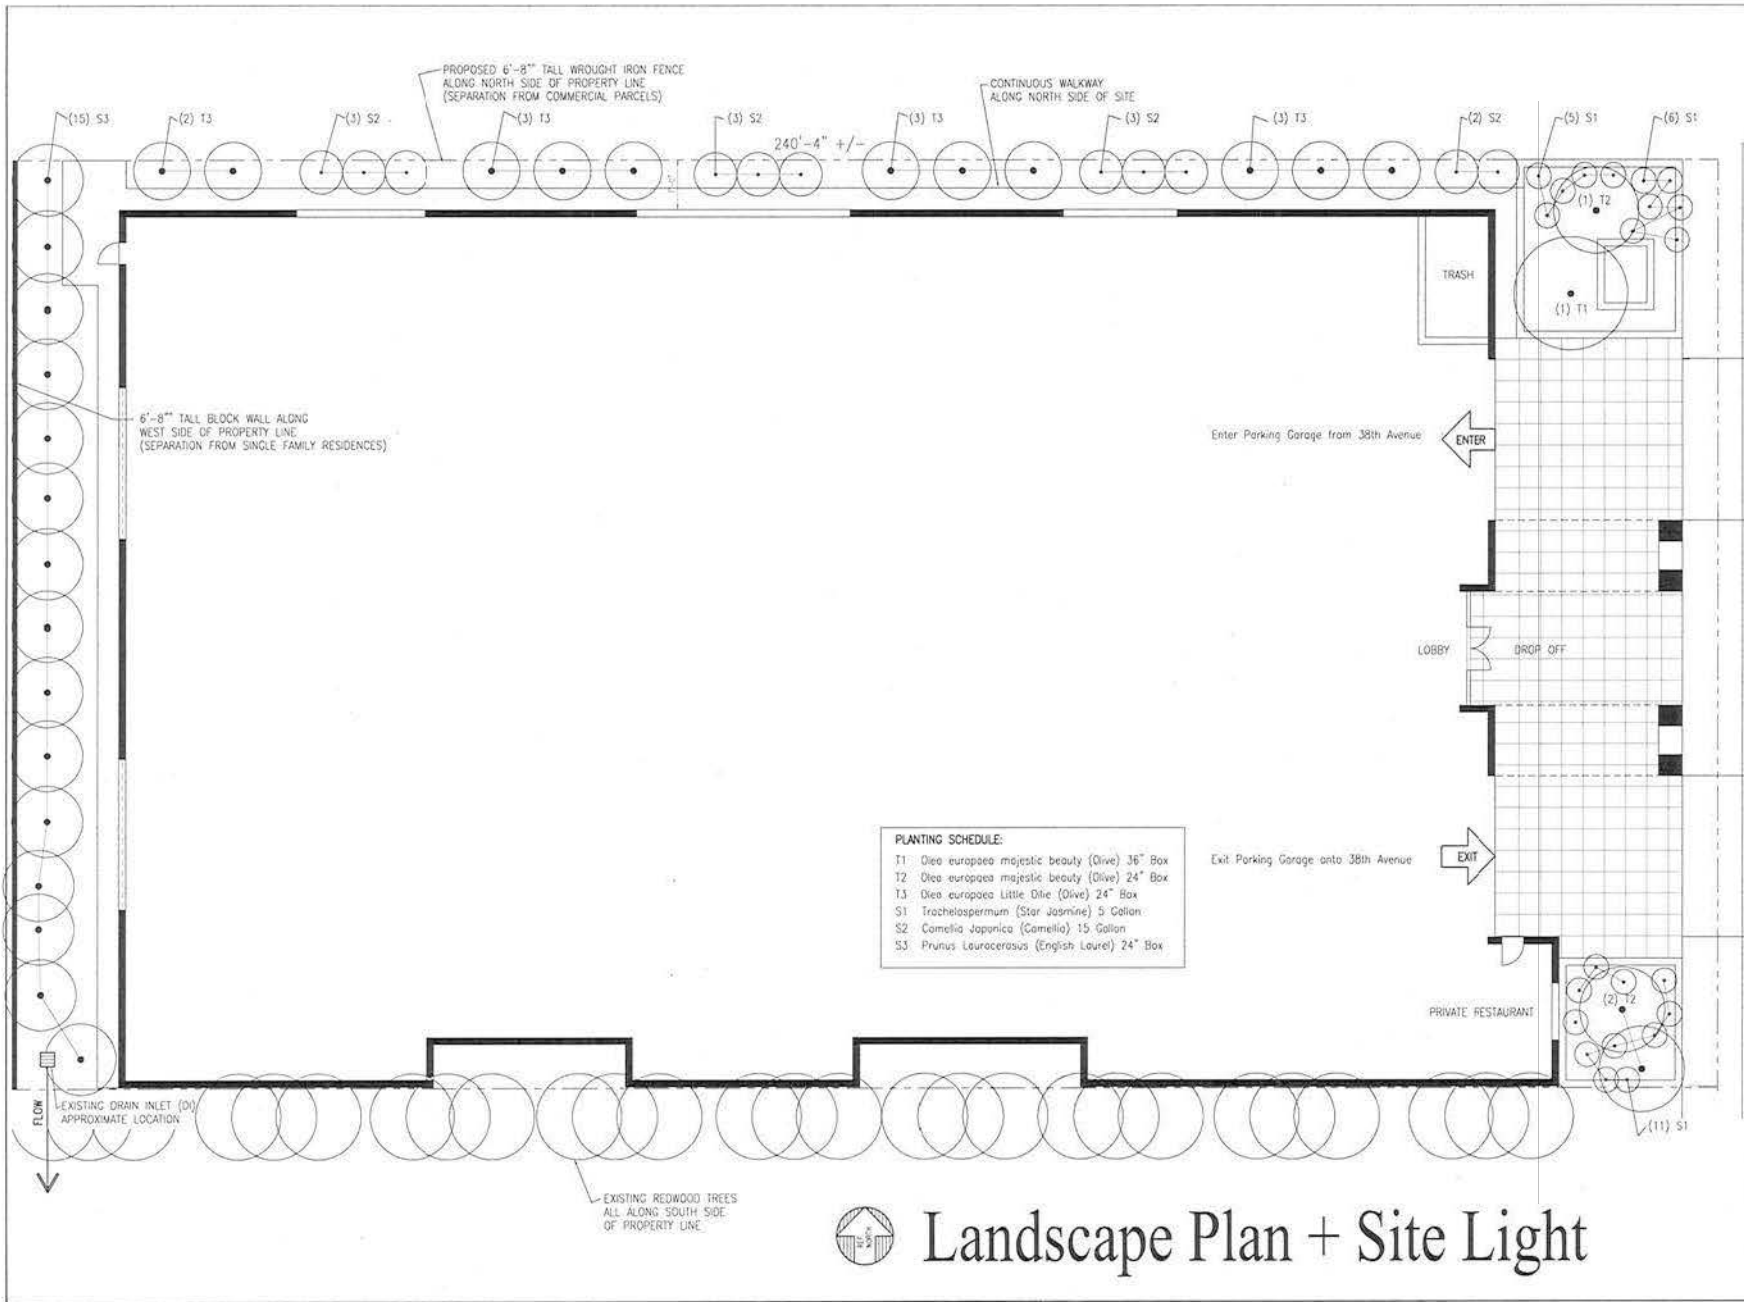 PROPOSED 6'-8"" TALL WROUGHT IRON FENCE
ALONG NORTH SIDE OF PROPERTY LINE
(SEPARATION FROM COMMERCIAL PARCELS)
CONTINUOUS WALKWAY
ALONG NORTH SIDE OF SITE
(15) S3
(2) T3
(3) S2
(3) T3
(3) S2
(3) T3
(3) S2
(3) T3
(2) S2
(5) S1
(6) S1
240'-4" +/-
(1) T2
TRASH
(1) T1
6'-8"" TALL BLOCK WALL ALONG
WEST SIDE OF PROPERTY LINE
(SEPARATION FROM SINGLE FAMILY RESIDENCES)
Enter Parking Garage from 38th Avenue
ENTER
LOBBY
DROP OFF
PLANTING SCHEDULE:
T1 Olea europaea majestic beauty (Olive) 36" Box
T2 Olea europaea majestic beauty (Olive) 24" Box
T3 Olea europaea Little Ollie (Olive) 24" Box
S1 Trachelospermum (Star Jasmine) 5 Gallon
S2 Camellia Japonica (Camellia) 15 Gallon
S3 Prunus Laurocerasus (English Laurel) 24" Box
Exit Parking Garage onto 38th Avenue
EXIT
(2) T2
PRIVATE RESTAURANT
FLOW
EXISTING DRAIN INLET (DI)
APPROXIMATE LOCATION
(11) S1
EXISTING REDWOOD TREES
ALL ALONG SOUTH SIDE
OF PROPERTY LINE
REF
NORTH
Landscape Plan + Site Light